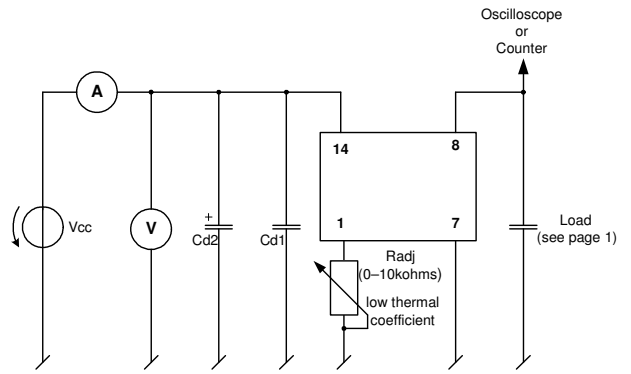 Oscilloscope
or
Counter
A
14
8
+
Vcc
V
Cd2
Cd1
1
7
Load
(see page 1)
Radj
(0–10kohms)
low thermal
coefficient